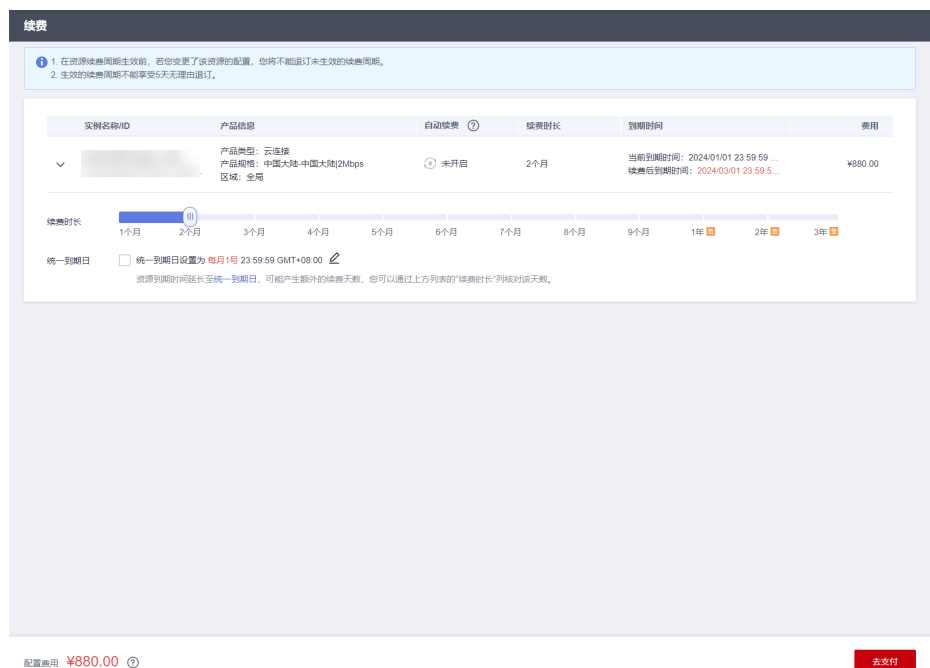 续费
1. 在资源续费周期生效前，若您变更了该资源的配置，您将不能退订未生效的续费周期。
2. 生效的续费周期不能享受5天无理由退订。
实例名称/ID 产品信息 自动续费 续费时长 到期时间 费用
产品类型：云连接
产品规格：中国大陆-中国大陆|2Mbps
区域：全局
未开启
2个月
当前到期时间：2024/01/01 23:59:59 ...
续费后到期时间：2024/03/01 23:59:5...
¥880.00
续费时长
1个月 2个月 3个月 4个月 5个月 6个月 7个月 8个月 9个月 1年 2年 3年
统一到期日 统一到期日设置为 每月1号 23:59:59 GMT+08:00
资源到期时间延长至统一到期日，可能产生额外的续费天数，您可以通过上方列表的"续费时长"列核对该天数。
配置费用: ¥880.00
去支付